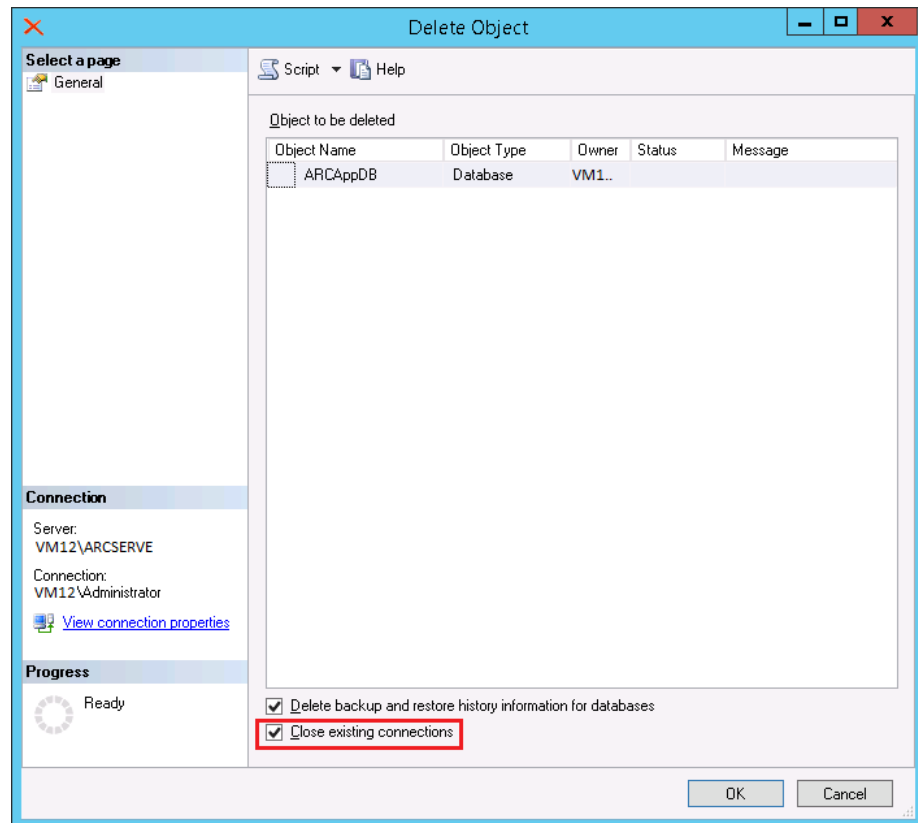 Delete Object
Select a page
General
Script
Help
Object to be deleted
Object Name Object Type Owner Status Message
ARCAppDB Database VM1..
Connection
Server:
VM12\ARCSERVE
Connection:
VM12\Administrator
View connection properties
Progress
Ready
Delete backup and restore history information for databases
Close existing connections
OK Cancel